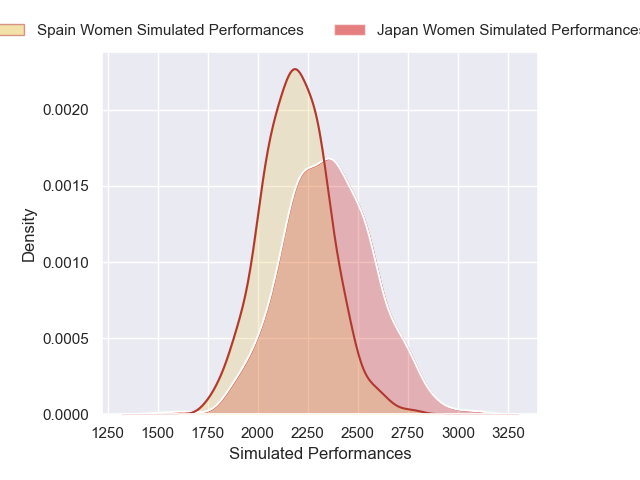 Spain Women Simulated Performances Japan Women Simulated Performances
0.0020
0.0015
0.0010
0.0005
0.0000
Density
1250 1500 1750 2000 2250 2500 2750 3000 3250
Simulated Performances